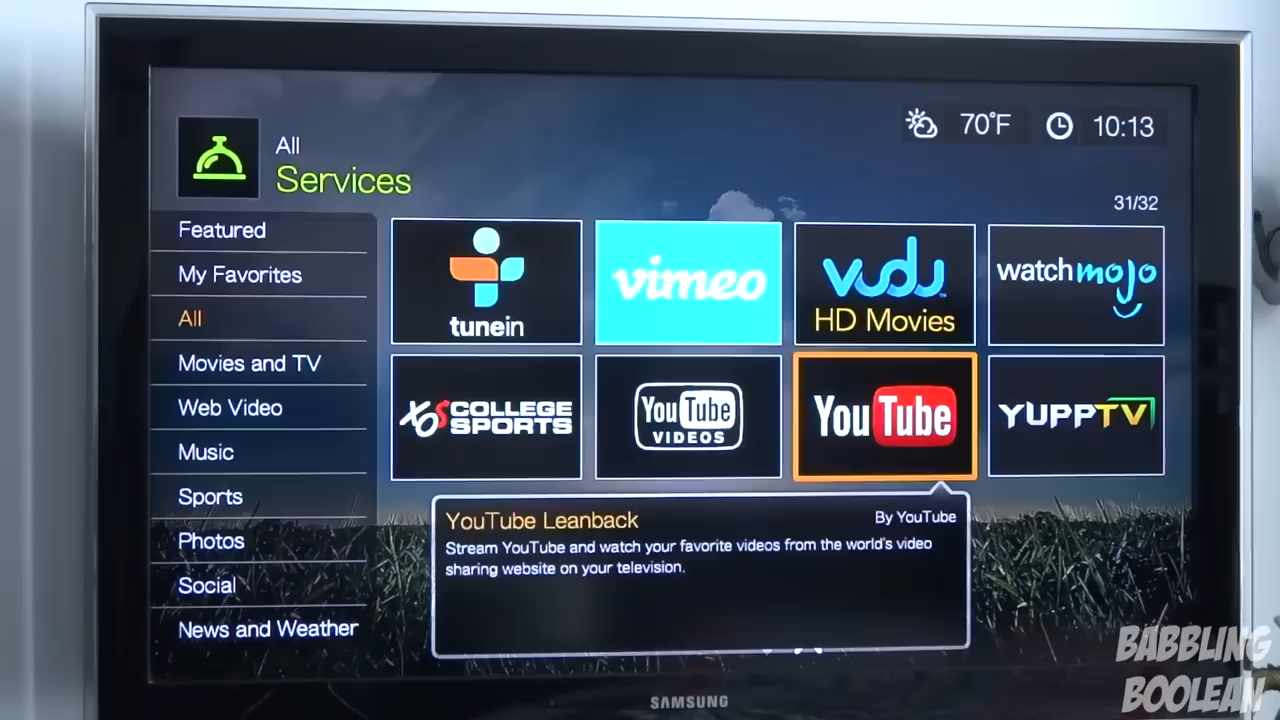 All
Services
70°F
10:13
31/32
Featured
My Favorites
All
Movies and TV
Web Video
Music
Sports
Photos
Social
News and Weather
tunein
vimeo
vudu
HD Movies
watchmojo
XOS COLLEGE
SPORTS
YouTube
VIDEOS
YouTube
YUPPTV
YouTube Leanback
By YouTube
Stream YouTube and watch your favorite videos from the world's video
sharing website on your television.
SAMSUNG
BABBLING
BOOLEAN